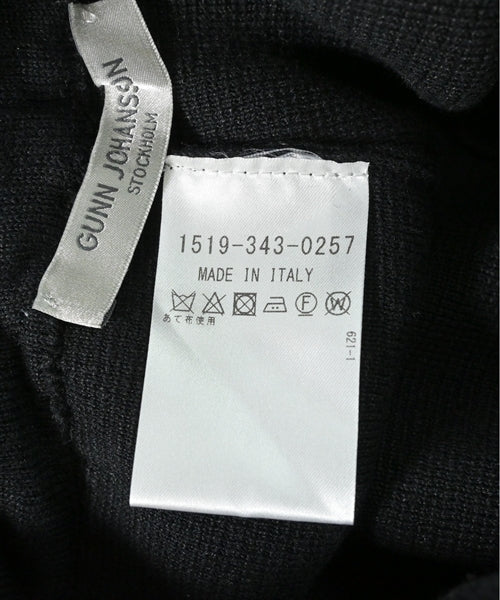 GUNN JOHANSSON
STOCKHOLM
1519-343-0257
MADE IN ITALY
F W
あて布使用
621-1